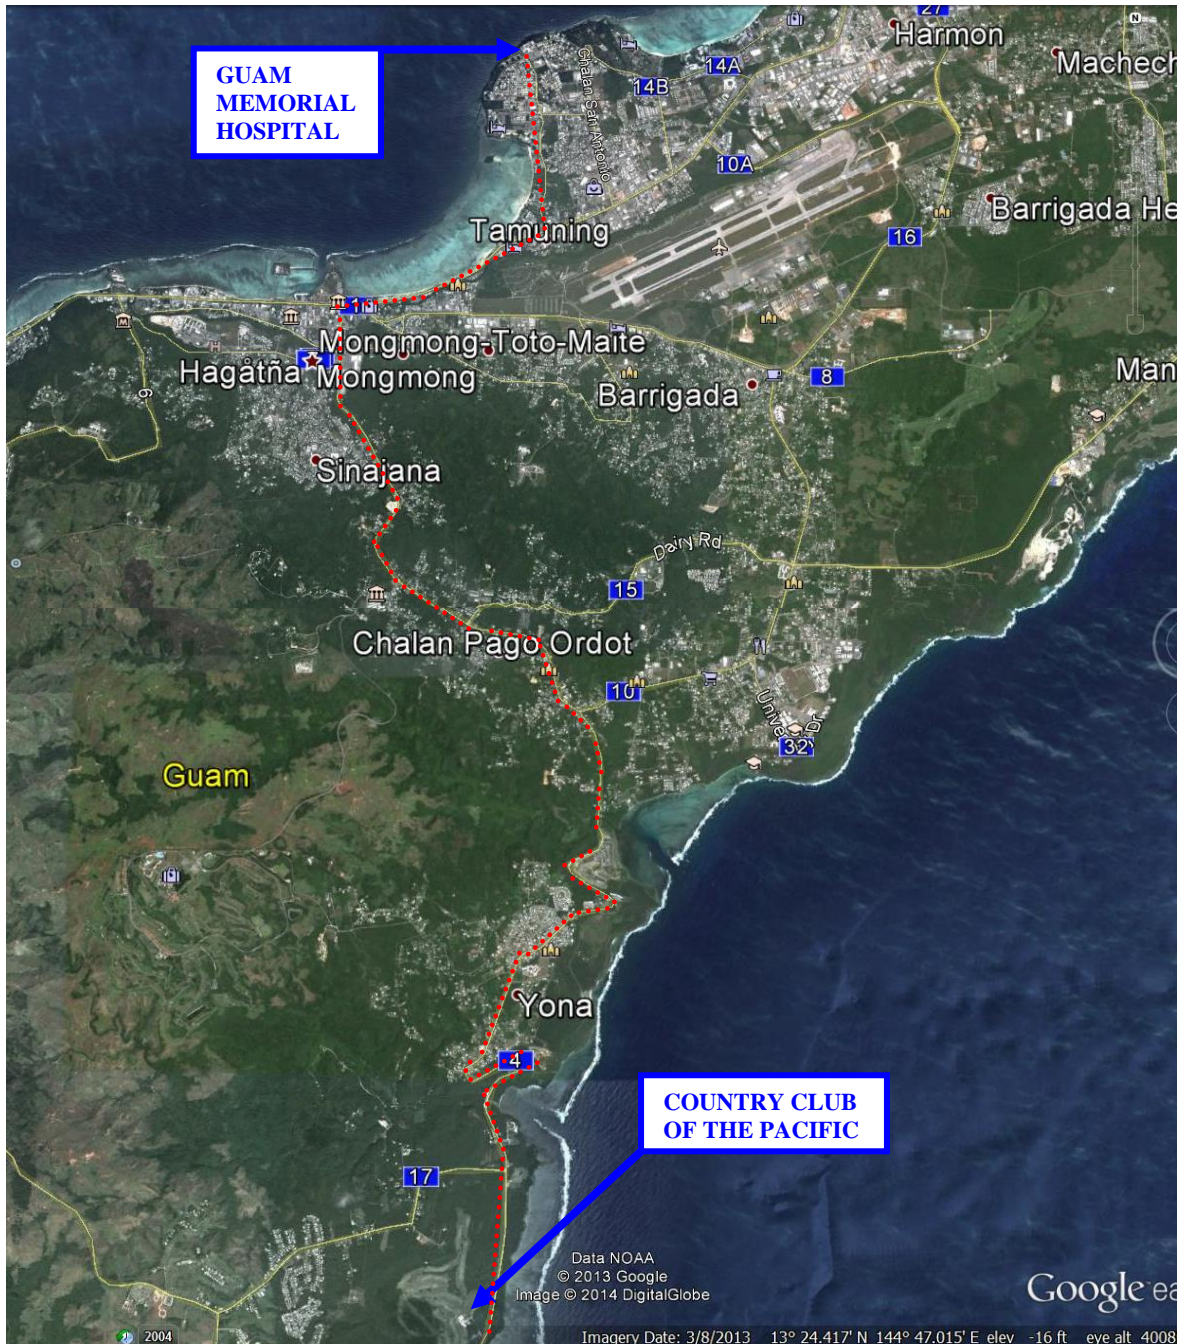 27
Harmon
Machech
14A
14B
Chalan San Antonio
GUAM
MEMORIAL
HOSPITAL
10A
Barrigada He
Tamuning
16
1
Mongmong-Toto-Maite
Hagåtña
Mongmong
Barrigada
8
Man
6
Sinajana
Dairy Rd
15
Chalan Pago Ordot
10
Unive
Dr
32
Guam
Yona
4
COUNTRY CLUB
OF THE PACIFIC
17
Data NOAA
© 2013 Google
Image © 2014 DigitalGlobe
Google ea
2004
Imagery Date: 3/8/2013 13° 24.417' N 144° 47.015' E elev -16 ft eye alt 4008
N
M
H